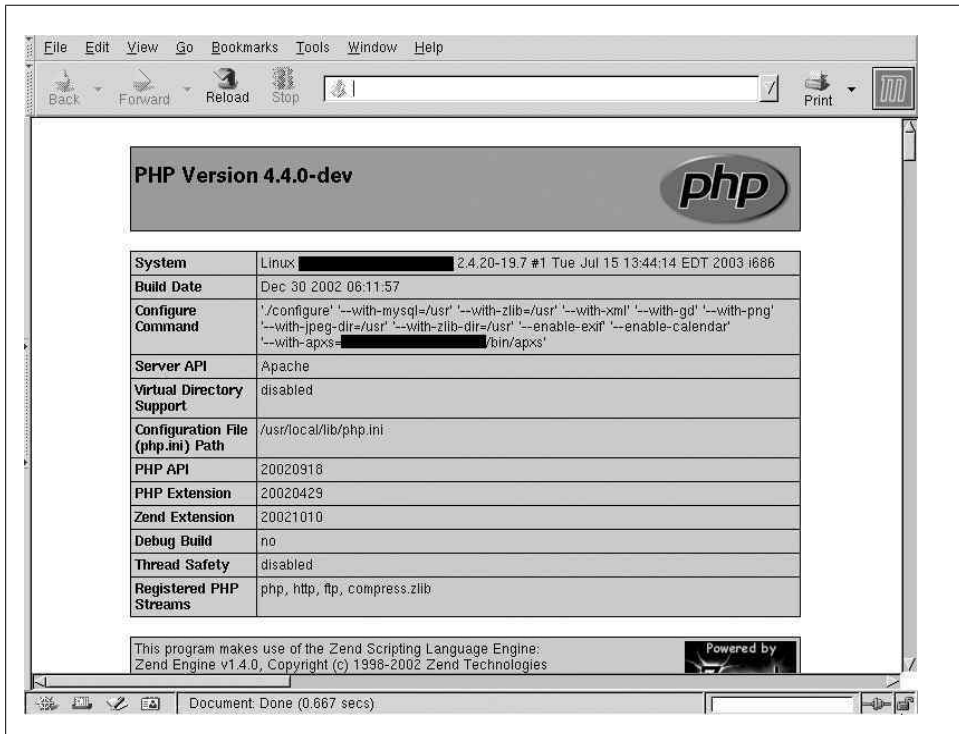 File Edit View Go Bookmarks Tools Window Help
Back Forward Reload Stop Print
PHP Version 4.4.0-dev
php
System Linux 2.4.20-19.7 #1 Tue Jul 15 13:44:14 EDT 2003 i686
Build Date Dec 30 2002 06:11:57
Configure Command './configure' '--with-mysql=/usr' '--with-zlib=/usr' '--with-xml' '--with-gd' '--with-png'
'--with-jpeg-dir=/usr' '--with-zlib-dir=/usr' '--enable-exif' '--enable-calendar'
'--with-apxs= /bin/apxs'
Server API Apache
Virtual Directory Support disabled
Configuration File (php.ini) Path /usr/local/lib/php.ini
PHP API 20020918
PHP Extension 20020429
Zend Extension 20021010
Debug Build no
Thread Safety disabled
Registered PHP Streams php, http, ftp, compress.zlib
This program makes use of the Zend Scripting Language Engine:
Zend Engine v1.4.0, Copyright (c) 1998-2002 Zend Technologies
Powered by
Document: Done (0.667 secs)